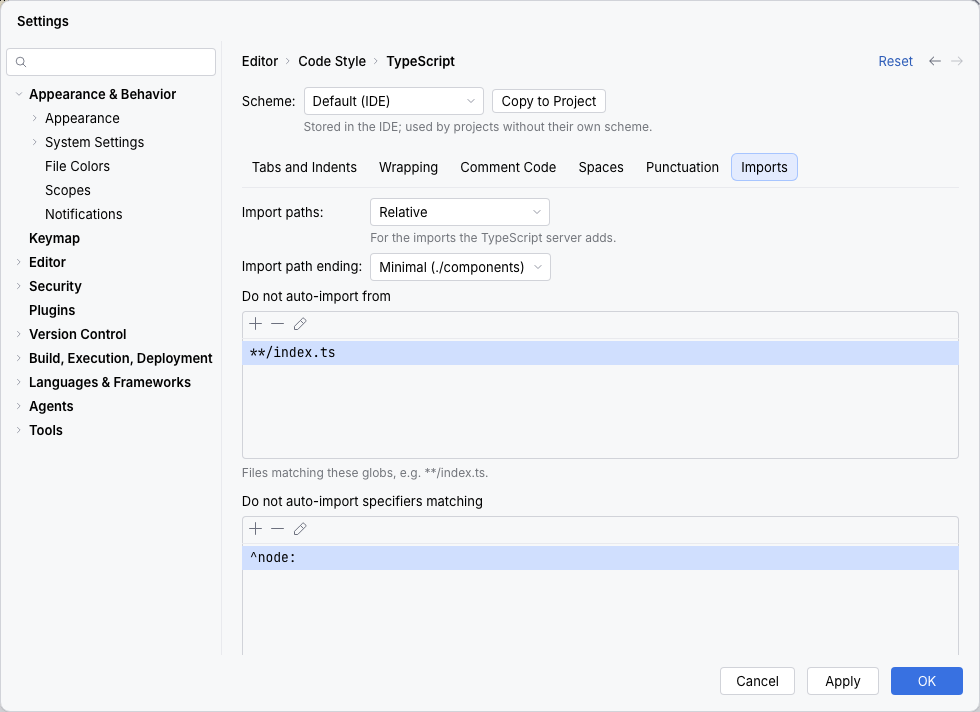 Settings
Appearance & Behavior
Appearance
System Settings
File Colors
Scopes
Notifications
Keymap
Editor
Security
Plugins
Version Control
Build, Execution, Deployment
Languages & Frameworks
Agents
Tools
Editor › Code Style › TypeScript
Reset
Scheme: Default (IDE) Copy to Project
Stored in the IDE; used by projects without their own scheme.
Tabs and Indents Wrapping Comment Code Spaces Punctuation Imports
Import paths: Relative
For the imports the TypeScript server adds.
Import path ending: Minimal (./components)
Do not auto-import from
**/index.ts
Files matching these globs, e.g. **/index.ts.
Do not auto-import specifiers matching
^node:
Cancel Apply OK